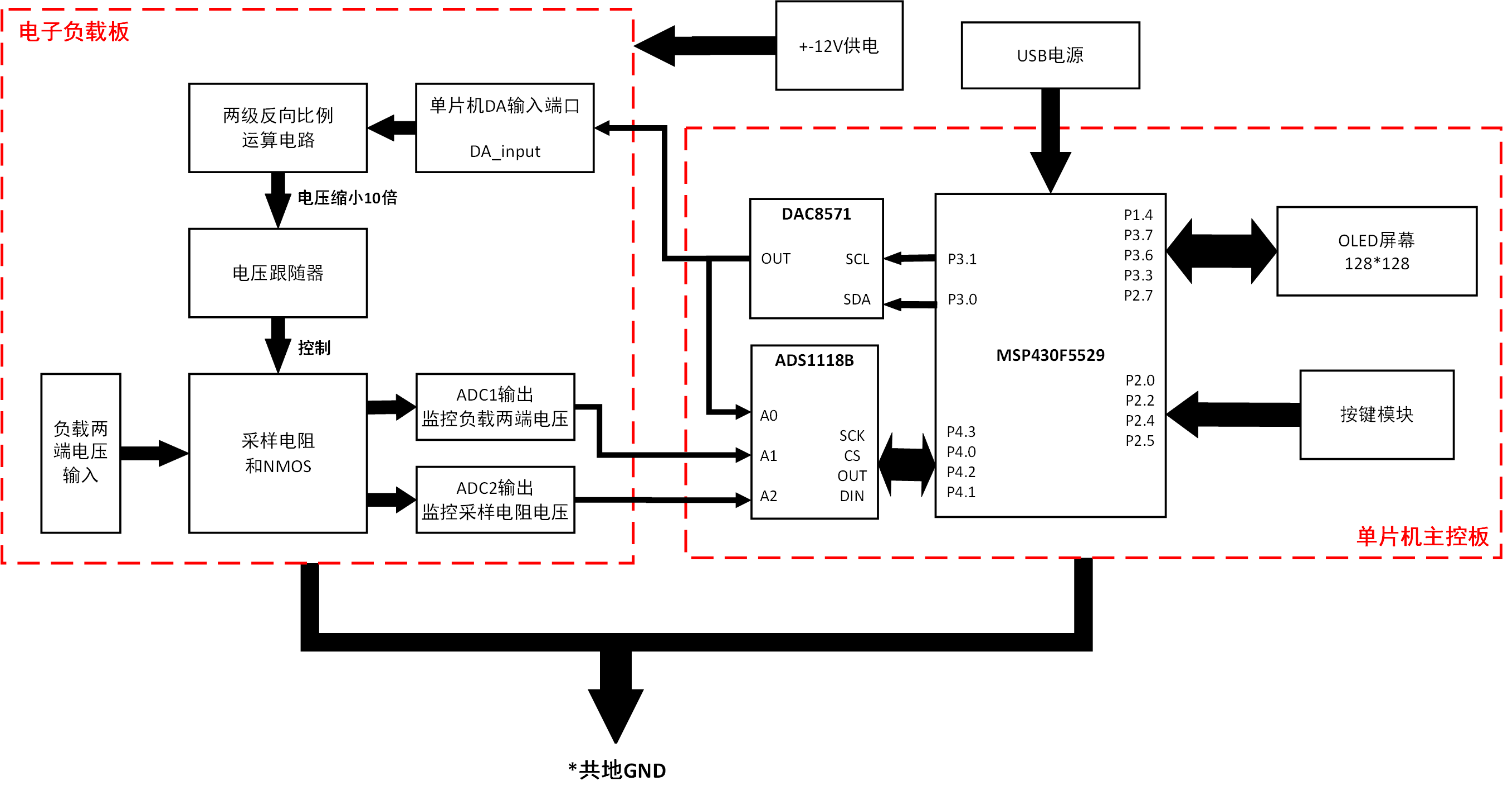 电子负载板
+-12V供电
USB电源
两级反向比例
运算电路
单片机DA输入端口
DA_input
电压缩小10倍
电压跟随器
控制
负载两
端电压
输入
采样电阻
和NMOS
ADC1输出
监控负载两端电压
ADC2输出
监控采样电阻电压
DAC8571
OUT
SCL
SDA
ADS1118B
A0
A1
A2
SCK
CS
OUT
DIN
P3.1
P3.0
MSP430F5529
P4.3
P4.0
P4.2
P4.1
P1.4
P3.7
P3.6
P3.3
P2.7
P2.0
P2.2
P2.4
P2.5
OLED屏幕
128*128
按键模块
单片机主控板
*共地GND